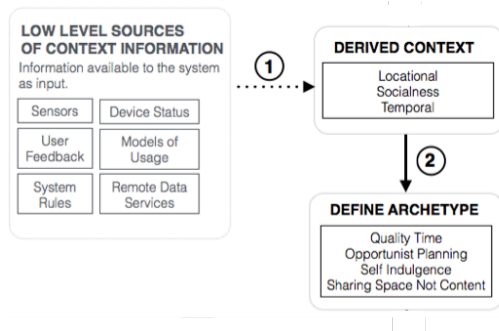 LOW LEVEL SOURCES
OF CONTEXT INFORMATION
Information available to the system
as input.
Sensors
Device Status
User
Feedback
Models of
Usage
System
Rules
Remote Data
Services
1
DERIVED CONTEXT
Locational
Socialness
Temporal
2
DEFINE ARCHETYPE
Quality Time
Opportunist Planning
Self Indulgence
Sharing Space Not Content